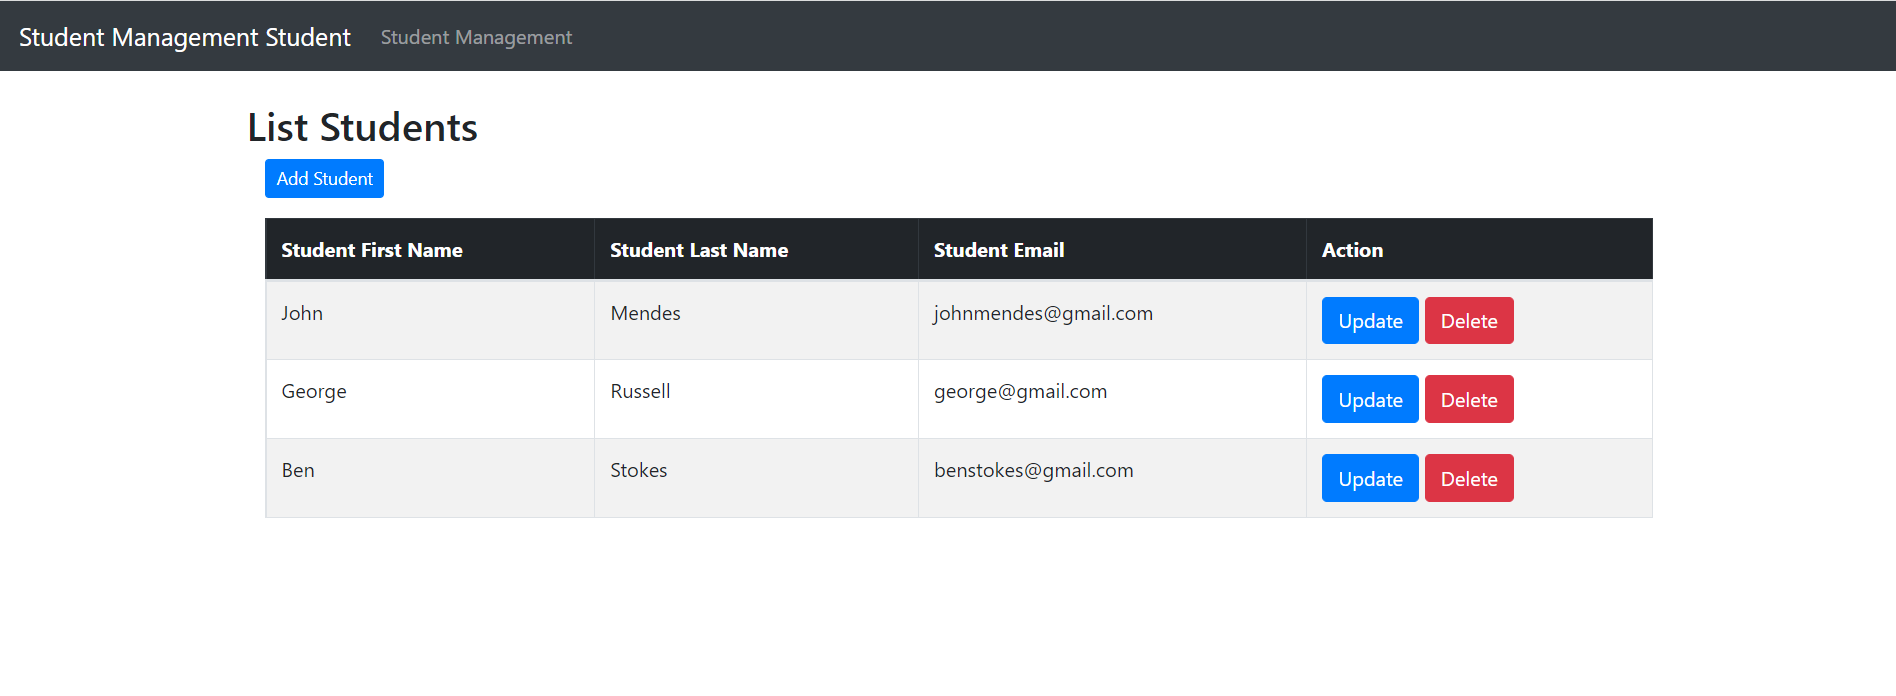 Student Management Student Student Management
List Students
Add Student
Student First Name Student Last Name Student Email Action
John Mendes johnmendes@gmail.com Update Delete
George Russell george@gmail.com Update Delete
Ben Stokes benstokes@gmail.com Update Delete